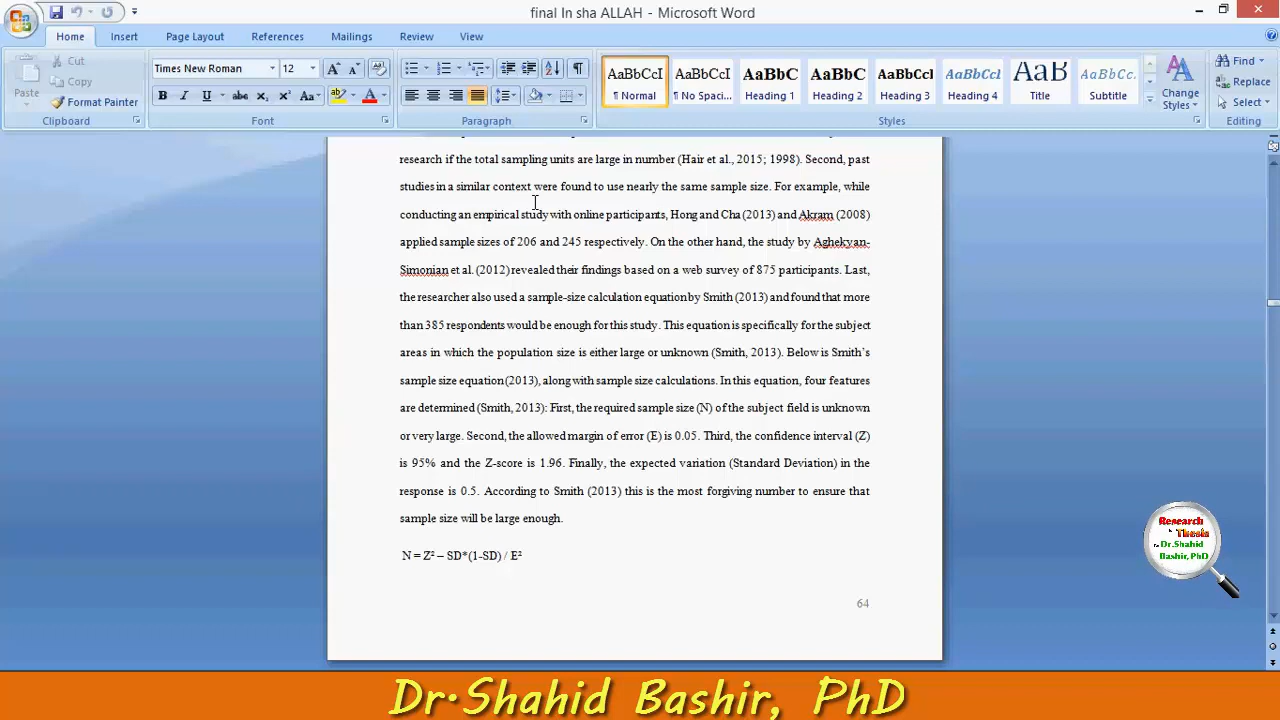 final In sha ALLAH - Microsoft Word
Home Insert Page Layout References Mailings Review View
Paste
Cut
Copy
Format Painter
Clipboard
Times New Roman 12
B I U abc x₂ x² Aa ab A
Font
Paragraph
AaBbCcI AaBbCcI AaBbC AaBbC AaBbCcI AaBbCcI AaB AaBbCc.
¶ Normal ¶ No Spaci... Heading 1 Heading 2 Heading 3 Heading 4 Title Subtitle
Change
Styles
Styles
Find
Replace
Select
Editing
research if the total sampling units are large in number (Hair et al., 2015; 1998). Second, past
studies in a similar context were found to use nearly the same sample size. For example, while
conducting an empirical study with online participants, Hong and Cha (2013) and Akram (2008)
applied sample sizes of 206 and 245 respectively. On the other hand, the study by Aghekyan-
Simonian et al. (2012) revealed their findings based on a web survey of 875 participants. Last,
the researcher also used a sample-size calculation equation by Smith (2013) and found that more
than 385 respondents would be enough for this study. This equation is specifically for the subject
areas in which the population size is either large or unknown (Smith, 2013). Below is Smith's
sample size equation (2013), along with sample size calculations. In this equation, four features
are determined (Smith, 2013): First, the required sample size (N) of the subject field is unknown
or very large. Second, the allowed margin of error (E) is 0.05. Third, the confidence interval (Z)
is 95% and the Z-score is 1.96. Finally, the expected variation (Standard Deviation) in the
response is 0.5. According to Smith (2013) this is the most forgiving number to ensure that
sample size will be large enough.
N = Z² – SD*(1-SD) / E²
64
Research
Thesis
Dr.Shahid
Bashir, PhD
Dr.Shahid Bashir, PhD